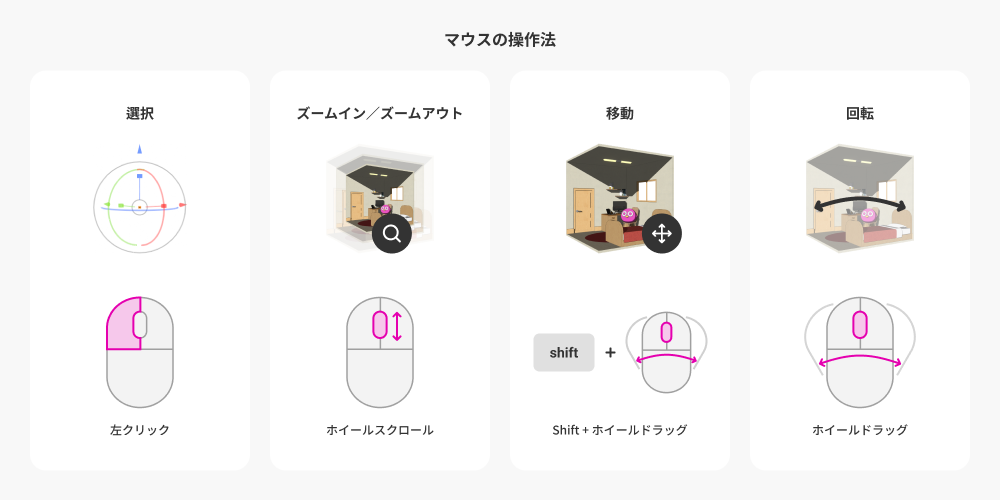 マウスの操作法
選択
左クリック
ズームイン／ズームアウト
ホイールスクロール
移動
shift
+
Shift + ホイールドラッグ
回転
ホイールドラッグ